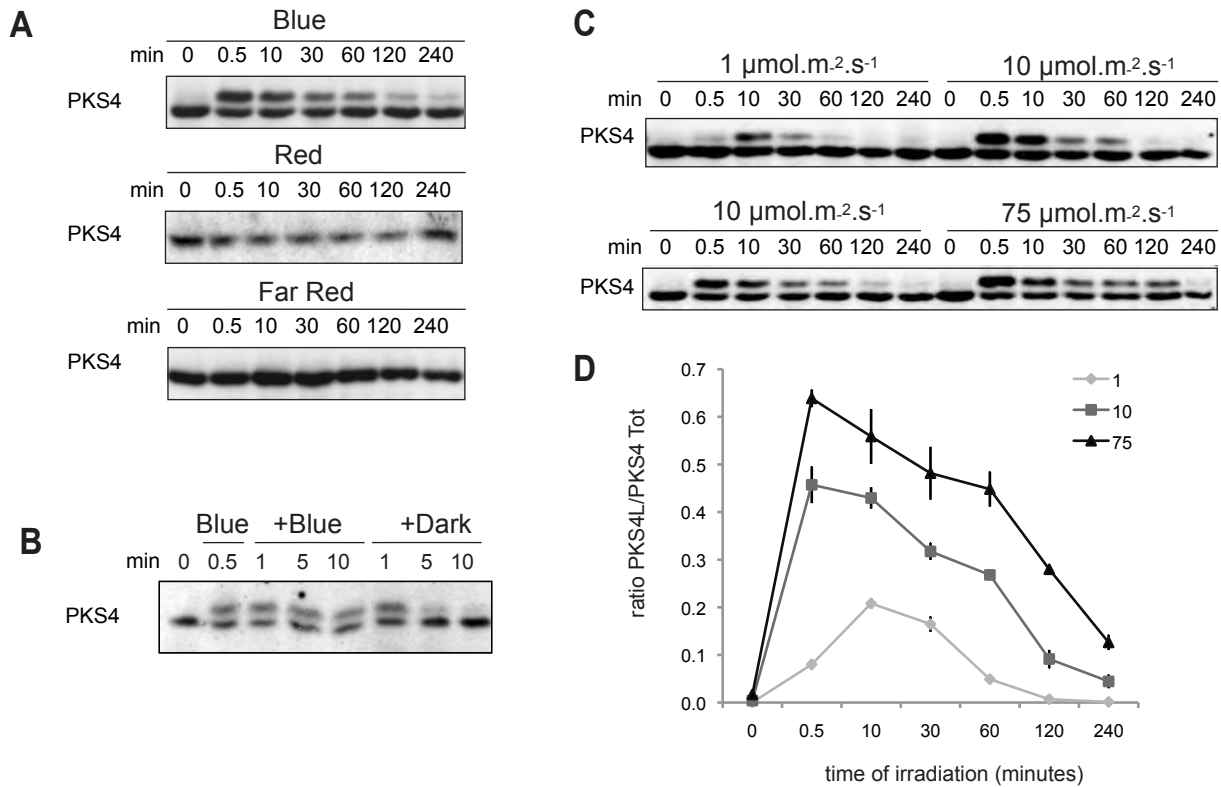 A
Blue
min 0 0.5 10 30 60 120 240
PKS4
Red
min 0 0.5 10 30 60 120 240
PKS4
Far Red
min 0 0.5 10 30 60 120 240
PKS4
B
Blue +Blue +Dark
min 0 0.5 1 5 10 1 5 10
PKS4
C
1 µmol.m-2.s-1 10 µmol.m-2.s-1
min 0 0.5 10 30 60 120 240 0 0.5 10 30 60 120 240
PKS4
10 µmol.m-2.s-1 75 µmol.m-2.s-1
min 0 0.5 10 30 60 120 240 0 0.5 10 30 60 120 240
PKS4
D
ratio PKS4L/PKS4 Tot
0.7
0.6
0.5
0.4
0.3
0.2
0.1
0.0
1
10
75
0 0.5 10 30 60 120 240
time of irradiation (minutes)